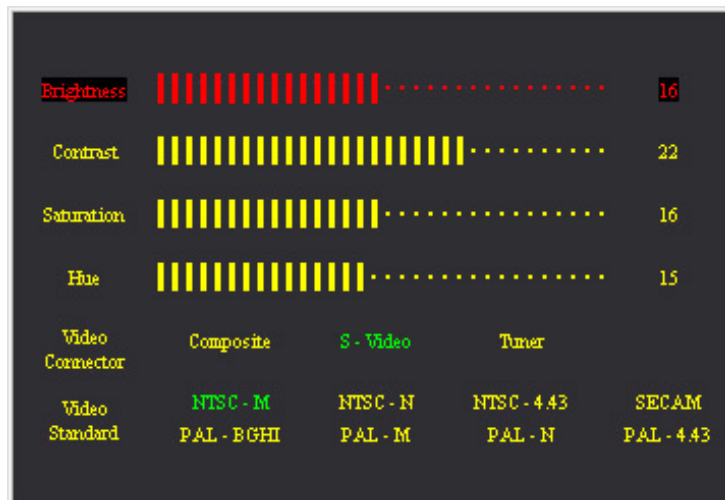 Brightness 16
Contrast 22
Saturation 16
Hue 15
Video Connector Composite S - Video Tuner
Video Standard NTSC - M NTSC - N NTSC - 4.43 SECAM
PAL - BGHI PAL - M PAL - N PAL - 4.43